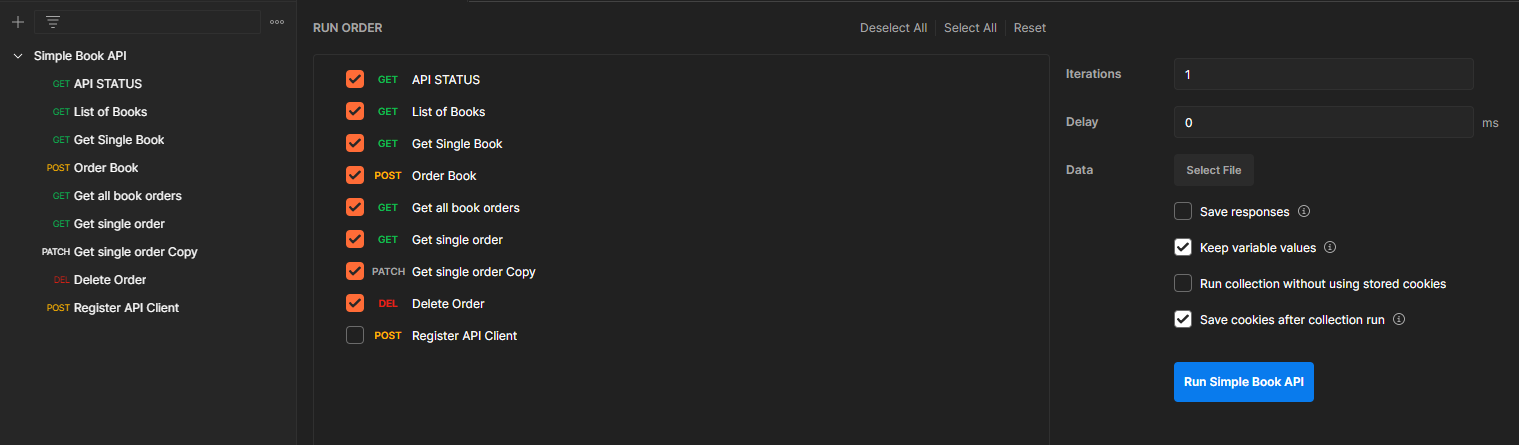 Simple Book API
GET API STATUS
GET List of Books
GET Get Single Book
POST Order Book
GET Get all book orders
GET Get single order
PATCH Get single order Copy
DEL Delete Order
POST Register API Client
RUN ORDER
Deselect All Select All Reset
GET API STATUS
GET List of Books
GET Get Single Book
POST Order Book
GET Get all book orders
GET Get single order
PATCH Get single order Copy
DEL Delete Order
POST Register API Client
Iterations 1
Delay 0 ms
Data Select File
Save responses
Keep variable values
Run collection without using stored cookies
Save cookies after collection run
Run Simple Book API